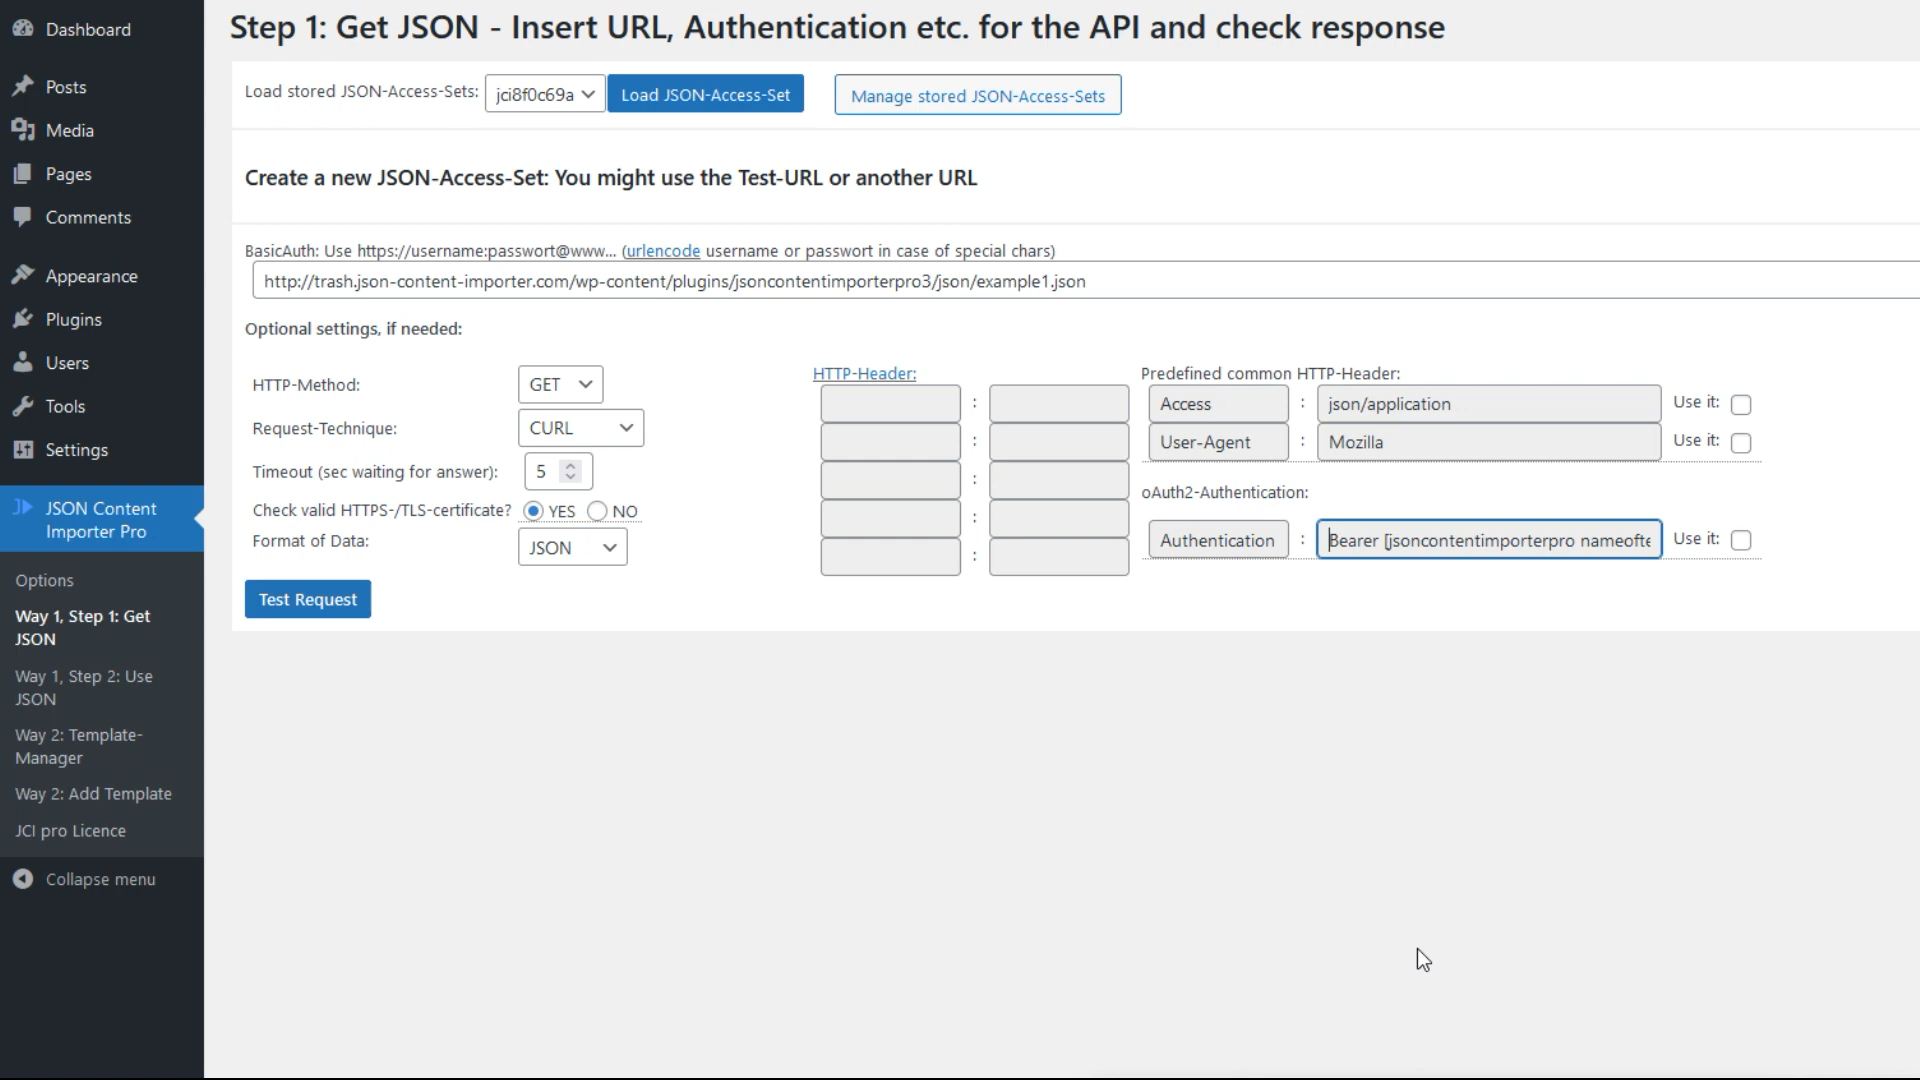 Dashboard
Posts
Media
Pages
Comments
Appearance
Plugins
Users
Tools
Settings
JSON Content
Importer Pro
Options
Way 1, Step 1: Get
JSON
Way 1, Step 2: Use
JSON
Way 2: Template-
Manager
Way 2: Add Template
JCI pro Licence
Collapse menu
Step 1: Get JSON - Insert URL, Authentication etc. for the API and check response
Load stored JSON-Access-Sets: jci8f0c69a Load JSON-Access-Set Manage stored JSON-Access-Sets
Create a new JSON-Access-Set: You might use the Test-URL or another URL
BasicAuth: Use https://username:passwort@www... (urlencode username or passwort in case of special chars)
http://trash.json-content-importer.com/wp-content/plugins/jsoncontentimporterpro3/json/example1.json
Optional settings, if needed:
HTTP-Method: GET
Request-Technique: CURL
Timeout (sec waiting for answer): 5
Check valid HTTPS-/TLS-certificate? YES NO
Format of Data: JSON
Test Request
HTTP-Header:
:
:
:
:
:
Predefined common HTTP-Header:
Access : json/application Use it:
User-Agent : Mozilla Use it:
oAuth2-Authentication:
Authentication : Bearer [jsoncontentimporterpro nameofte Use it: